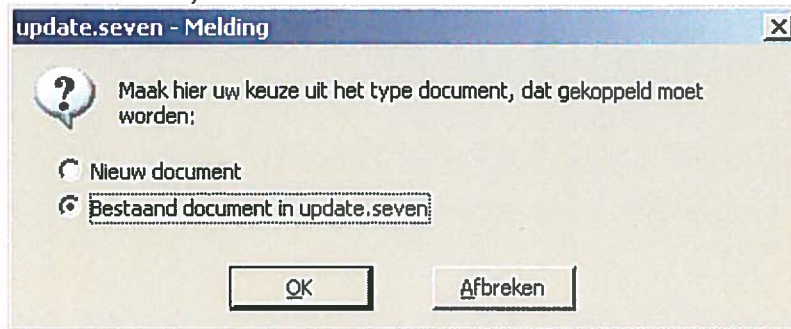 update.seven - Melding
Maak hier uw keuze uit het type document, dat gekoppeld moet
worden:
Nieuw document
Bestaand document in update.seven
OK
Afbreken